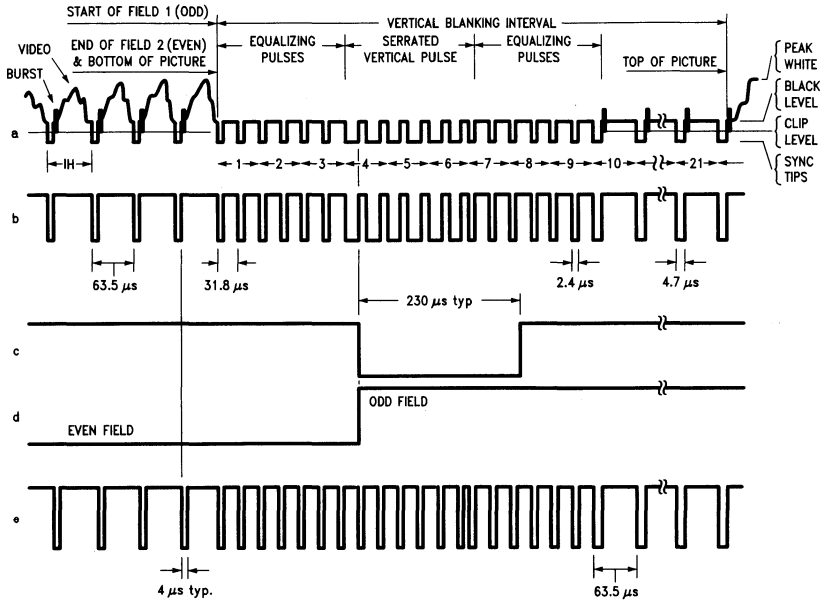 START OF FIELD 1 (ODD)
VERTICAL BLANKING INTERVAL
END OF FIELD 2 (EVEN)
& BOTTOM OF PICTURE
EQUALIZING
PULSES
SERRATED
VERTICAL PULSE
EQUALIZING
PULSES
TOP OF PICTURE
VIDEO
BURST
PEAK
WHITE
BLACK
LEVEL
CLIP
LEVEL
SYNC
TIPS
a
IH
1 2 3 4 5 6 7 8 9 10 21
b
63.5 μs
31.8 μs
2.4 μs
4.7 μs
230 μs typ
c
d
EVEN FIELD
ODD FIELD
e
4 μs typ.
63.5 μs